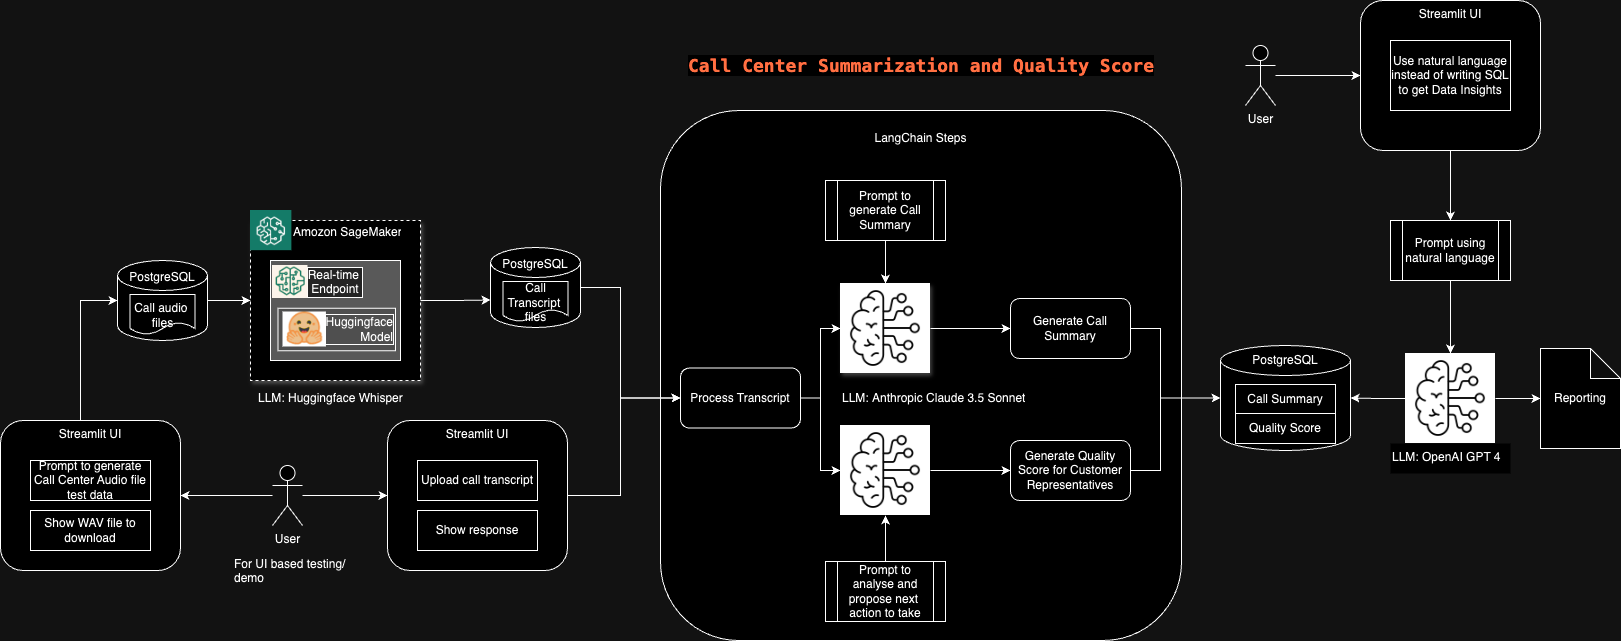 Call Center Summarization and Quality Score
Streamlit UI
Use natural language
instead of writing SQL
to get Data Insights
User
Prompt using
natural language
LangChain Steps
Prompt to
generate Call
Summary
Amozon SageMaker
Real-time
Endpoint
Huggingface
Model
LLM: Huggingface Whisper
PostgreSQL
Call audio
files
PostgreSQL
Call
Transcript
files
Process Transcript
LLM: Anthropic Claude 3.5 Sonnet
Generate Call
Summary
Generate Quality
Score for Customer
Representatives
Prompt to
analyse and
propose next
action to take
PostgreSQL
Call Summary
Quality Score
LLM: OpenAI GPT 4
Reporting
Streamlit UI
Prompt to generate
Call Center Audio file
test data
Show WAV file to
download
User
For UI based testing/
demo
Streamlit UI
Upload call transcript
Show response